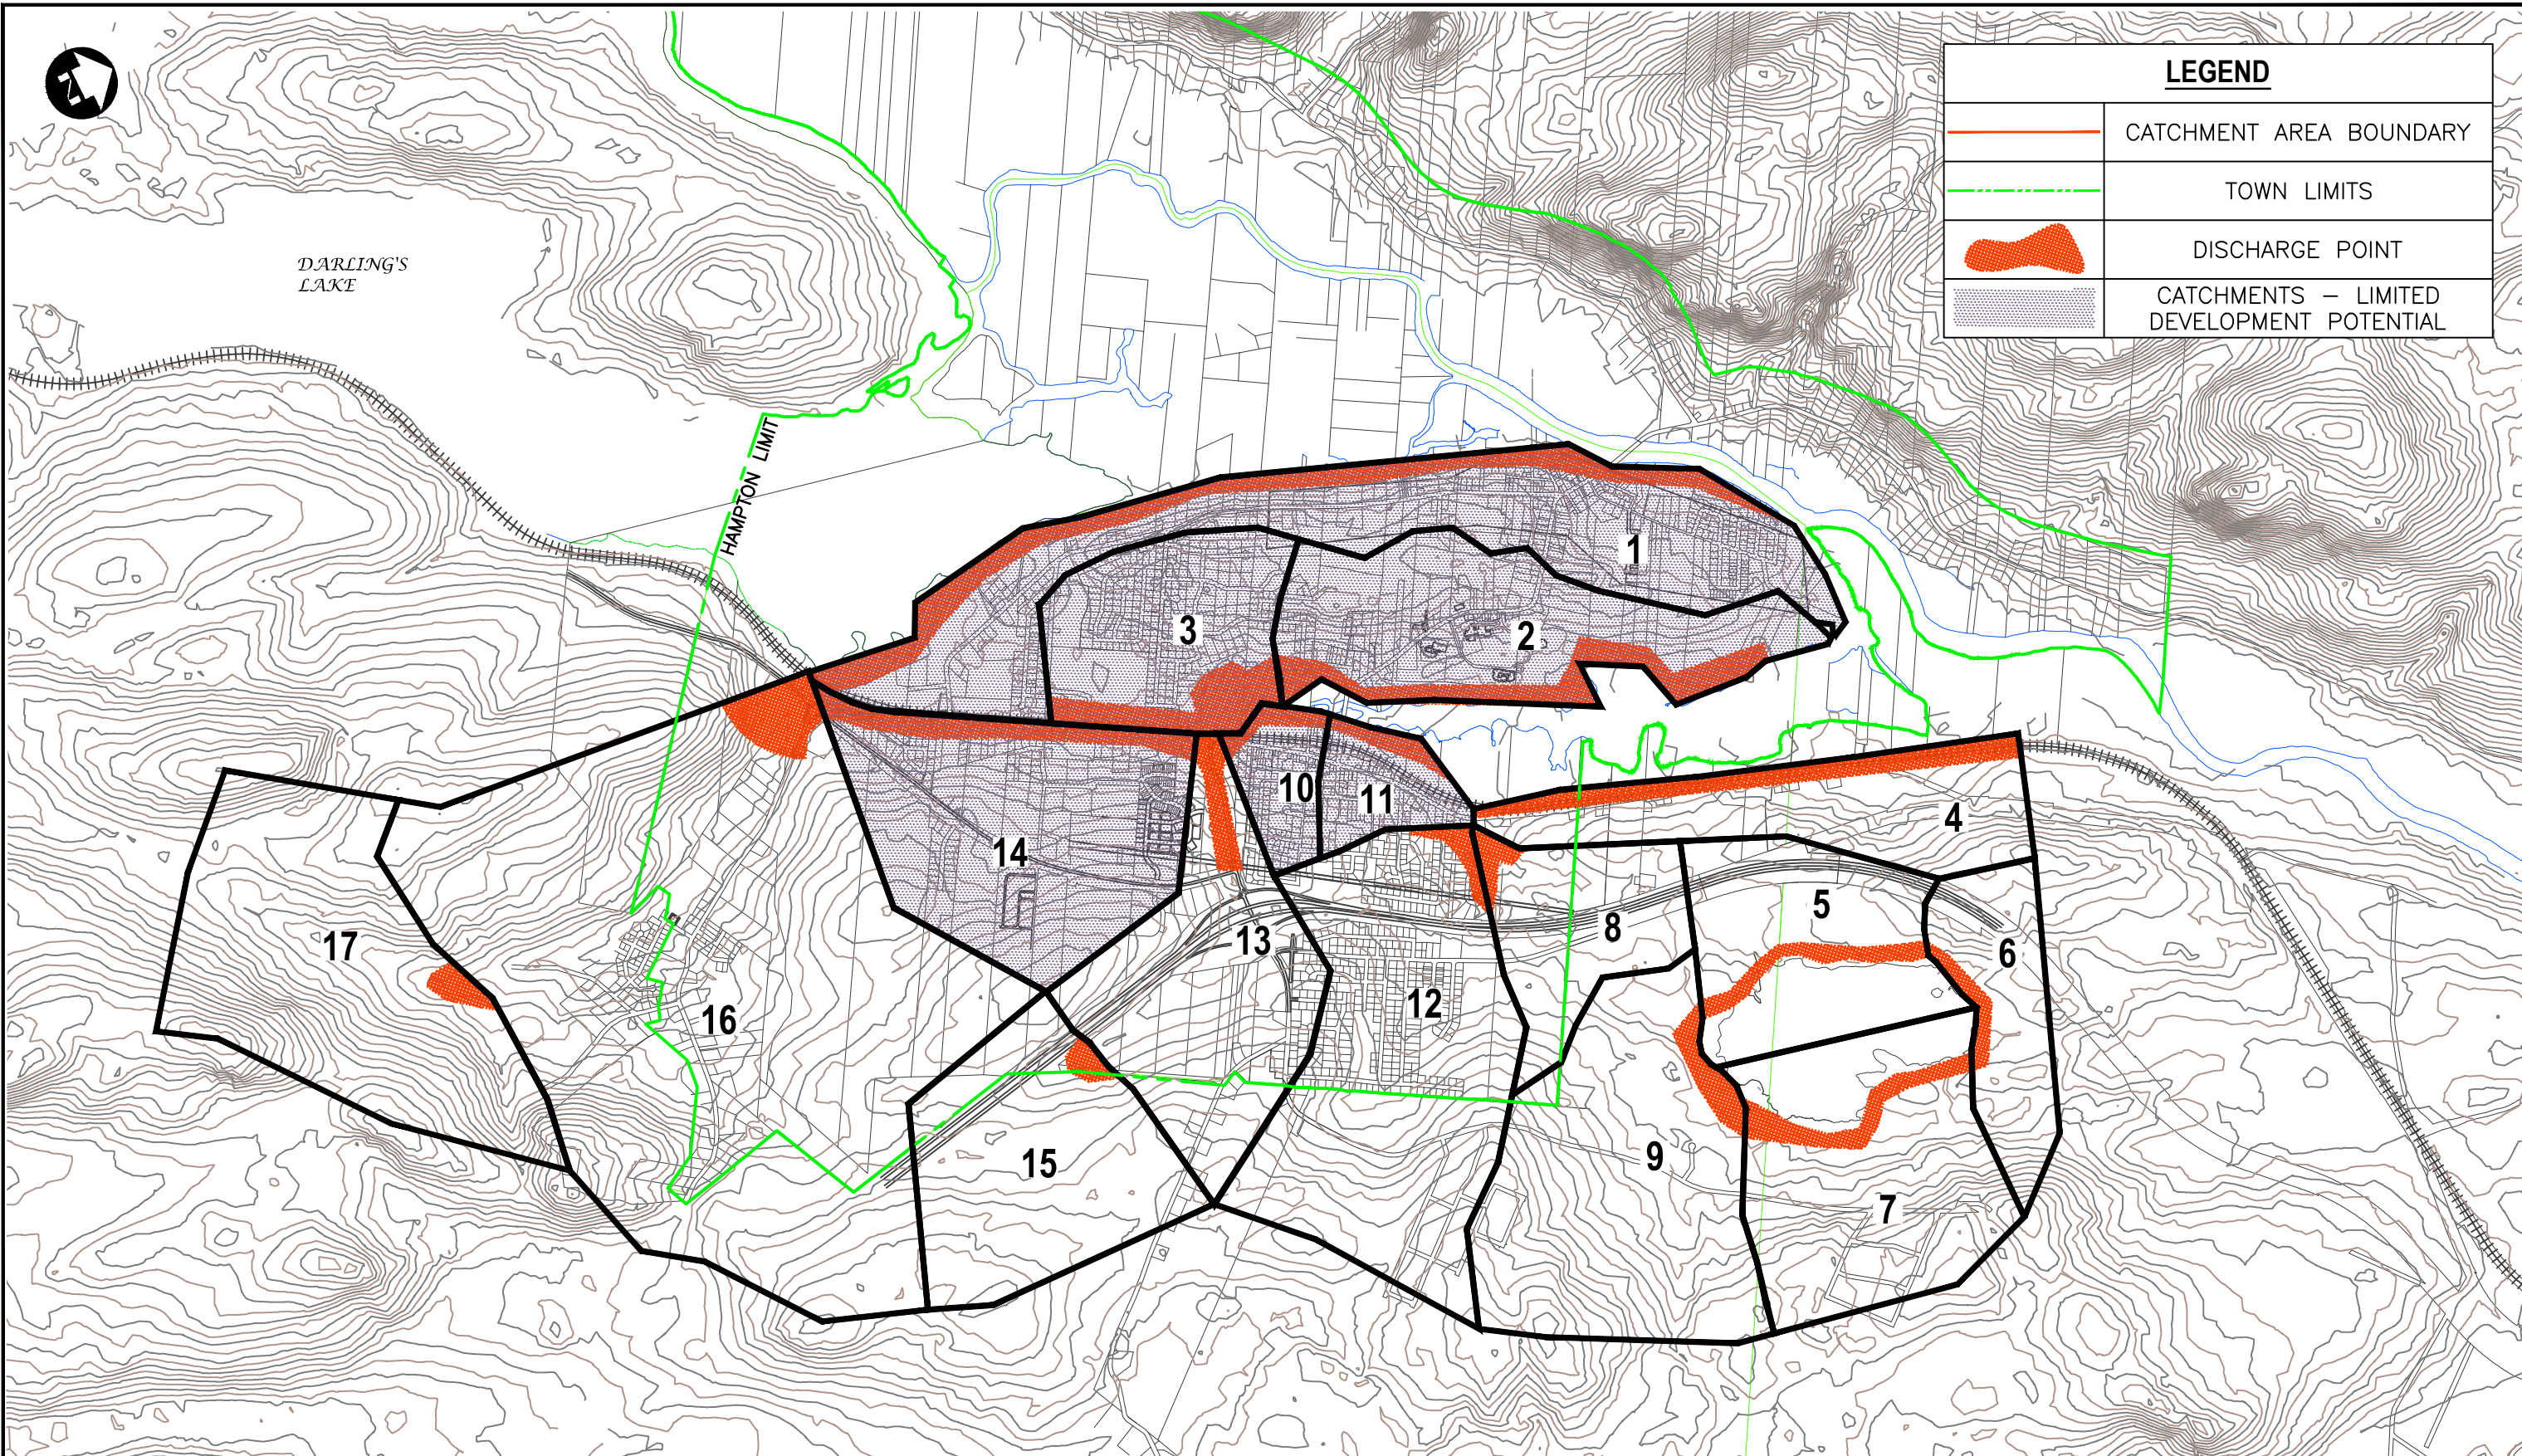 N
LEGEND
CATCHMENT AREA BOUNDARY
TOWN LIMITS
DISCHARGE POINT
CATCHMENTS – LIMITED
DEVELOPMENT POTENTIAL
DARLING'S
LAKE
HAMPTON LIMIT
1
2
3
4
5
6
7
8
9
10
11
12
13
14
15
16
17